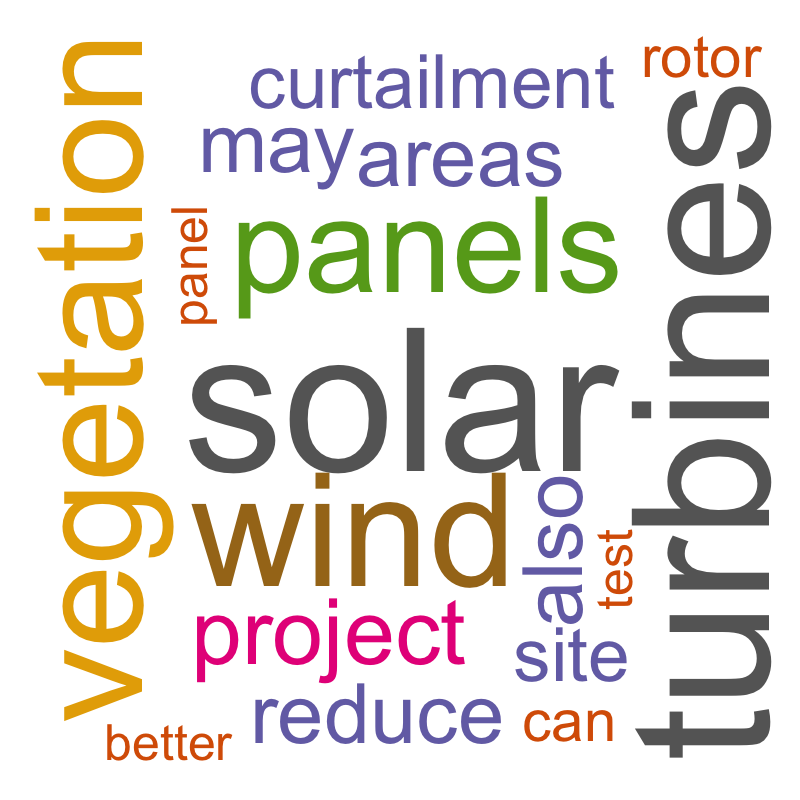 rotor
curtailment
may
areas
vegetation
panel
panels
turbines
solar
wind
also
test
project
site
reduce
can
better